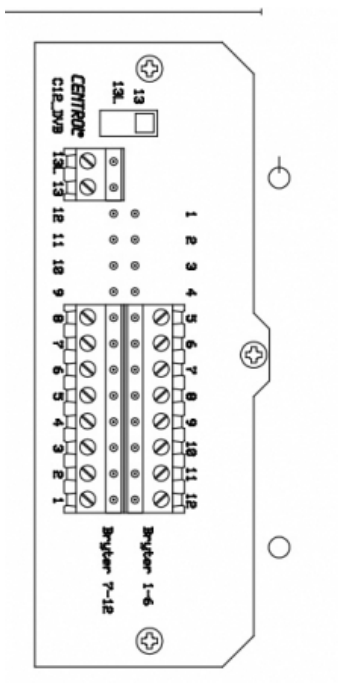 1 2 3 4 5 6 7 8 9 10 11 12
13 Bryter 1-6
13L Bryter 7-12
CENTROL
C12_DVB 13L 13 12 11 10 9 8 7 6 5 4 3 2 1